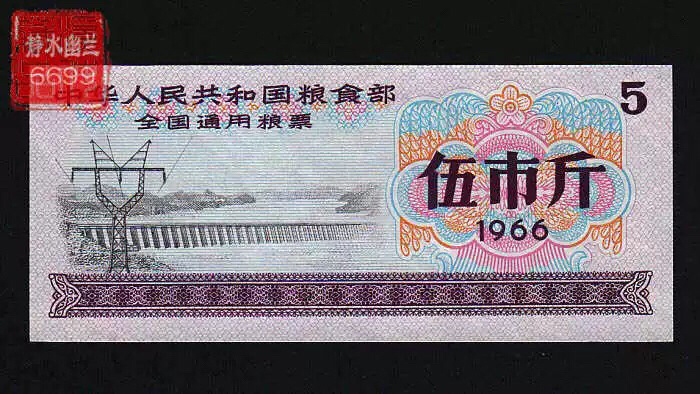 静水幽兰
6699
中华人民共和国粮食部
全国通用粮票
5
伍市斤
1966